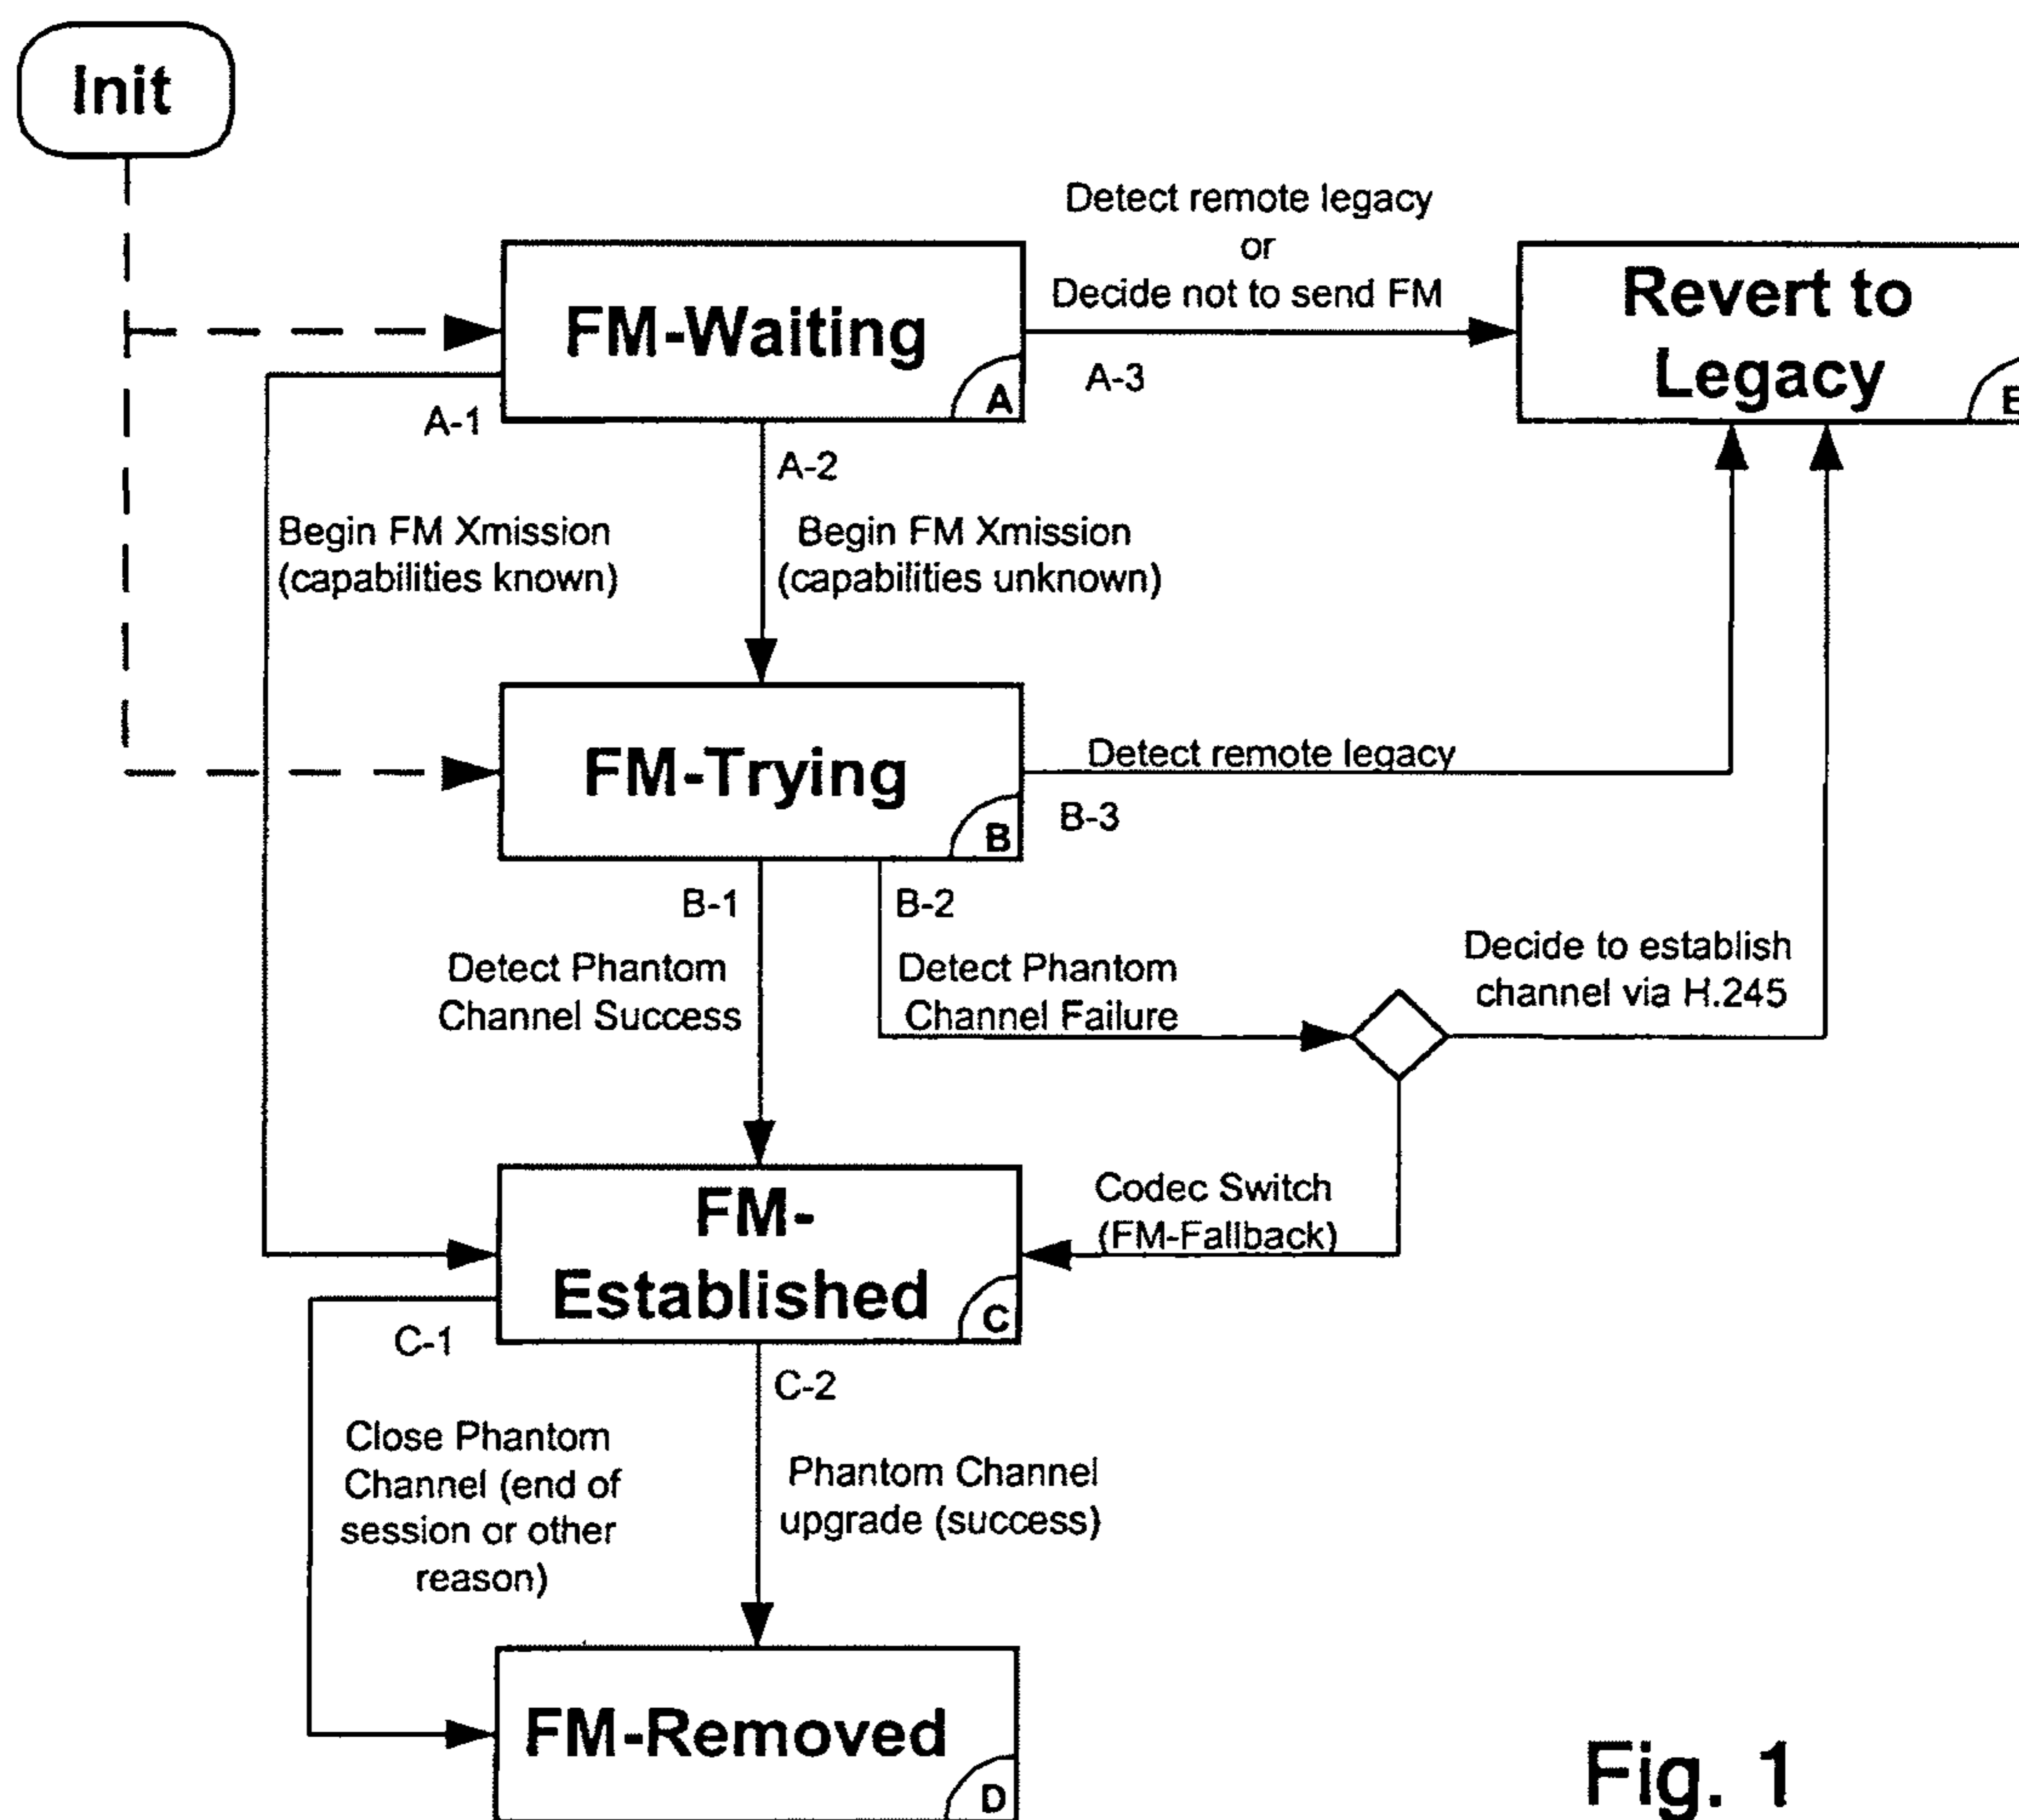 Init
Detect remote legacy
or
Decide not to send FM
FM-Waiting
A
A-3
Revert to
Legacy
E
A-1
A-2
Begin FM Xmission
(capabilities known)
Begin FM Xmission
(capabilities unknown)
FM-Trying
B
Detect remote legacy
B-3
B-1
B-2
Detect Phantom
Channel Success
Detect Phantom
Channel Failure
Decide to establish
channel via H.245
FM-
Established
C
Codec Switch
(FM-Fallback)
C-1
C-2
Close Phantom
Channel (end of
session or other
reason)
Phantom Channel
upgrade (success)
FM-Removed
D
Fig. 1